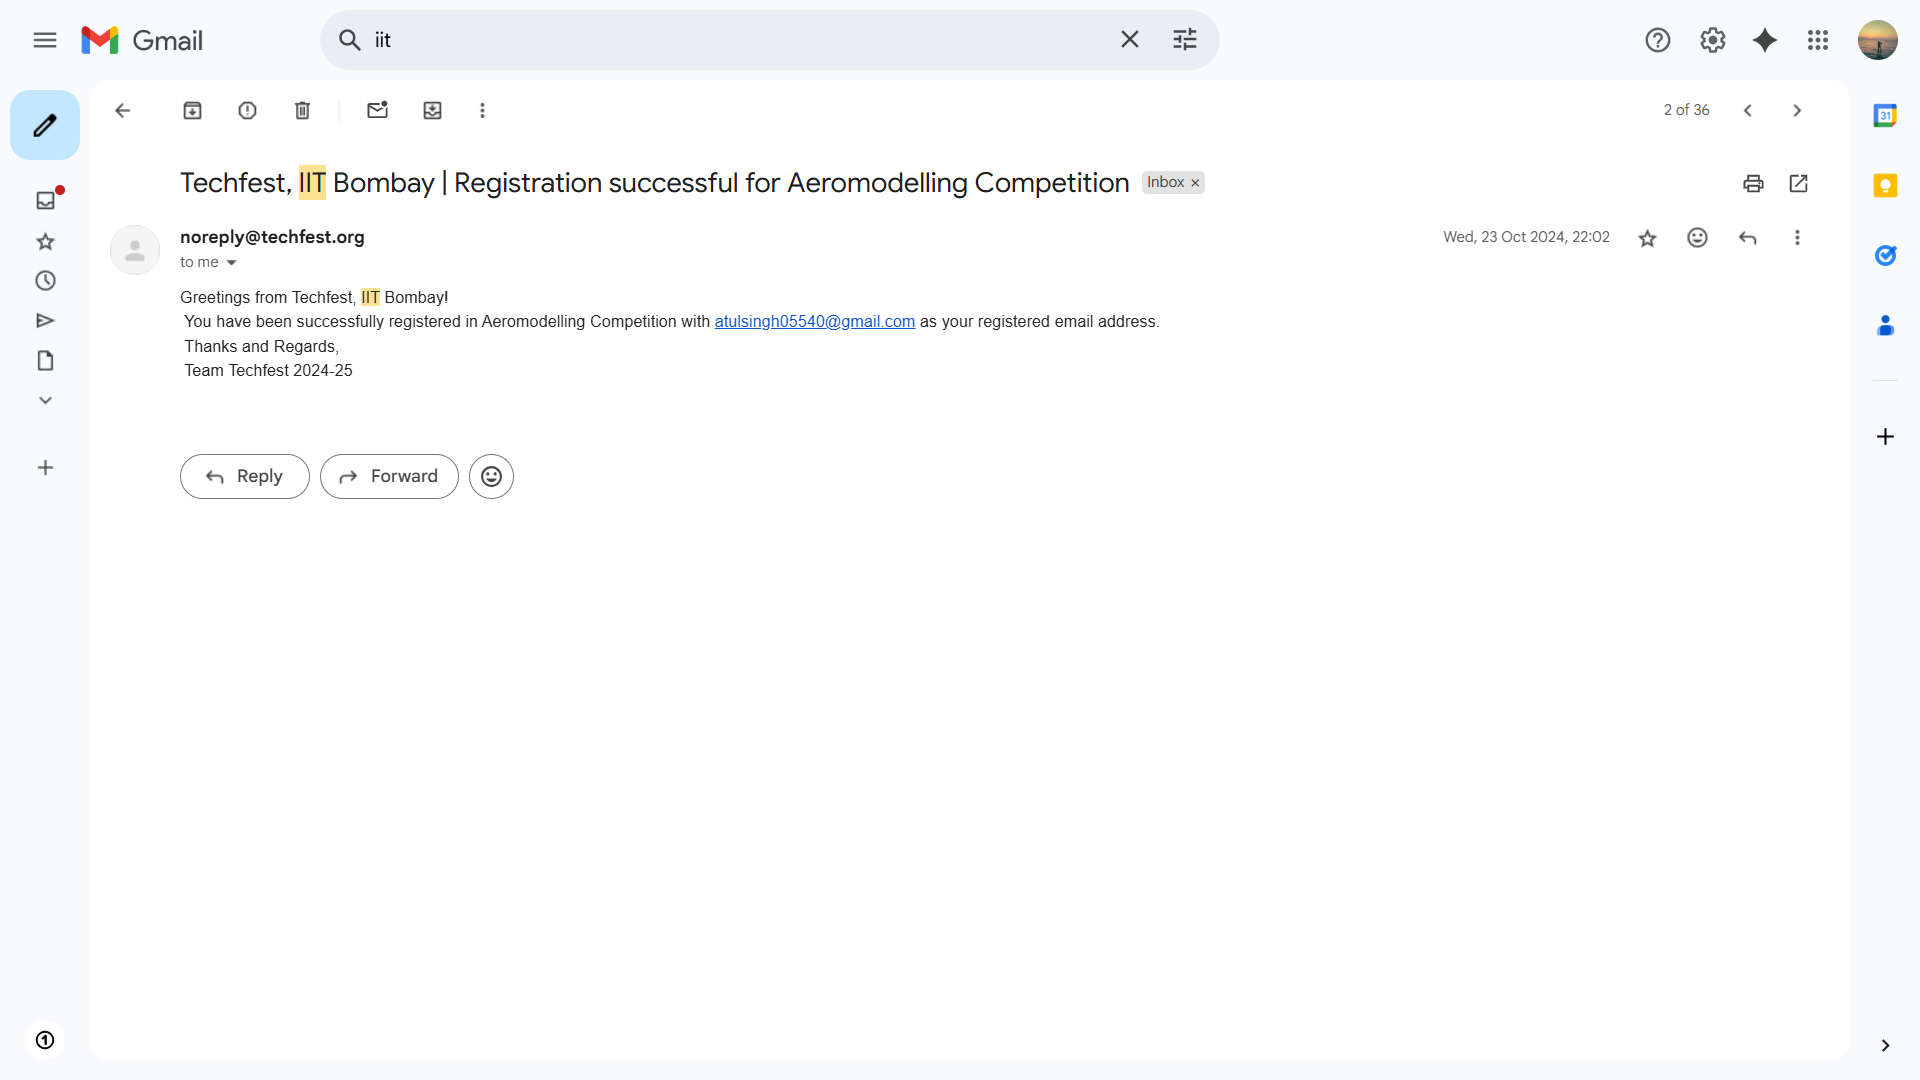 Gmail
iit
2 of 36
Techfest, IIT Bombay | Registration successful for Aeromodelling Competition
Inbox ×
noreply@techfest.org
Wed, 23 Oct 2024, 22:02
to me
Greetings from Techfest, IIT Bombay!
You have been successfully registered in Aeromodelling Competition with atulsingh05540@gmail.com as your registered email address.
Thanks and Regards,
Team Techfest 2024-25
Reply
Forward
31
1